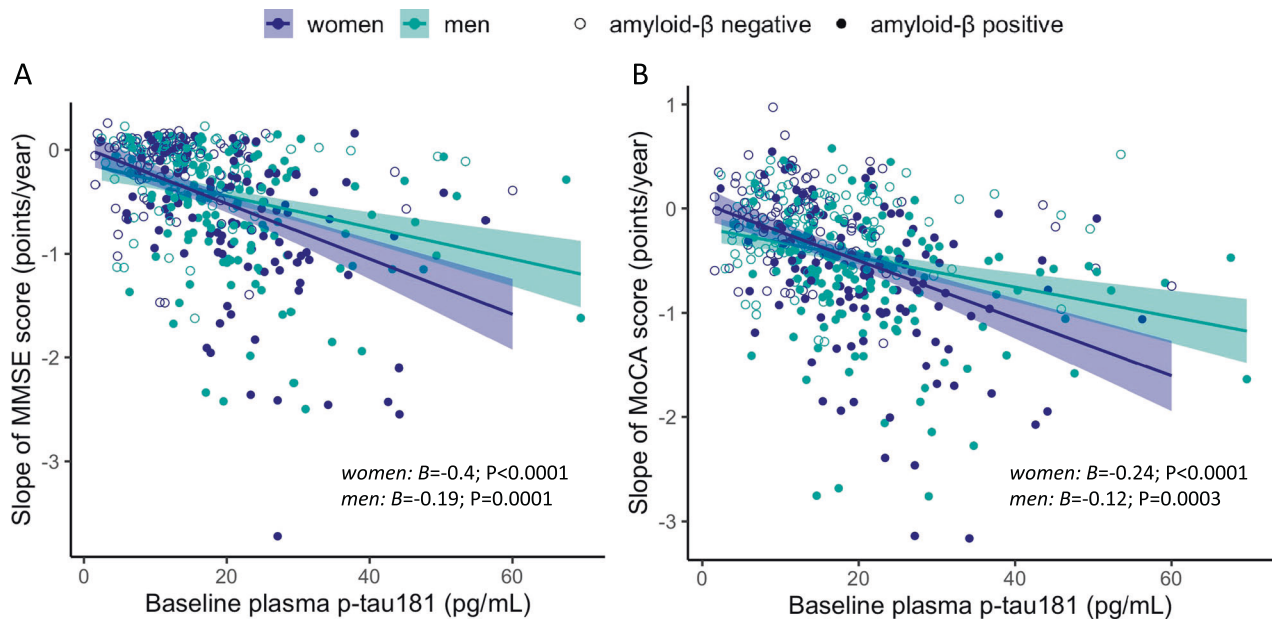 women men amyloid-β negative amyloid-β positive
A
Slope of MMSE score (points/year)
0
-1
-2
-3
women: B=-0.4; P<0.0001
men: B=-0.19; P=0.0001
0 20 40 60
Baseline plasma p-tau181 (pg/mL)
B
Slope of MoCA score (points/year)
1
0
-1
-2
-3
women: B=-0.24; P<0.0001
men: B=-0.12; P=0.0003
0 20 40 60
Baseline plasma p-tau181 (pg/mL)